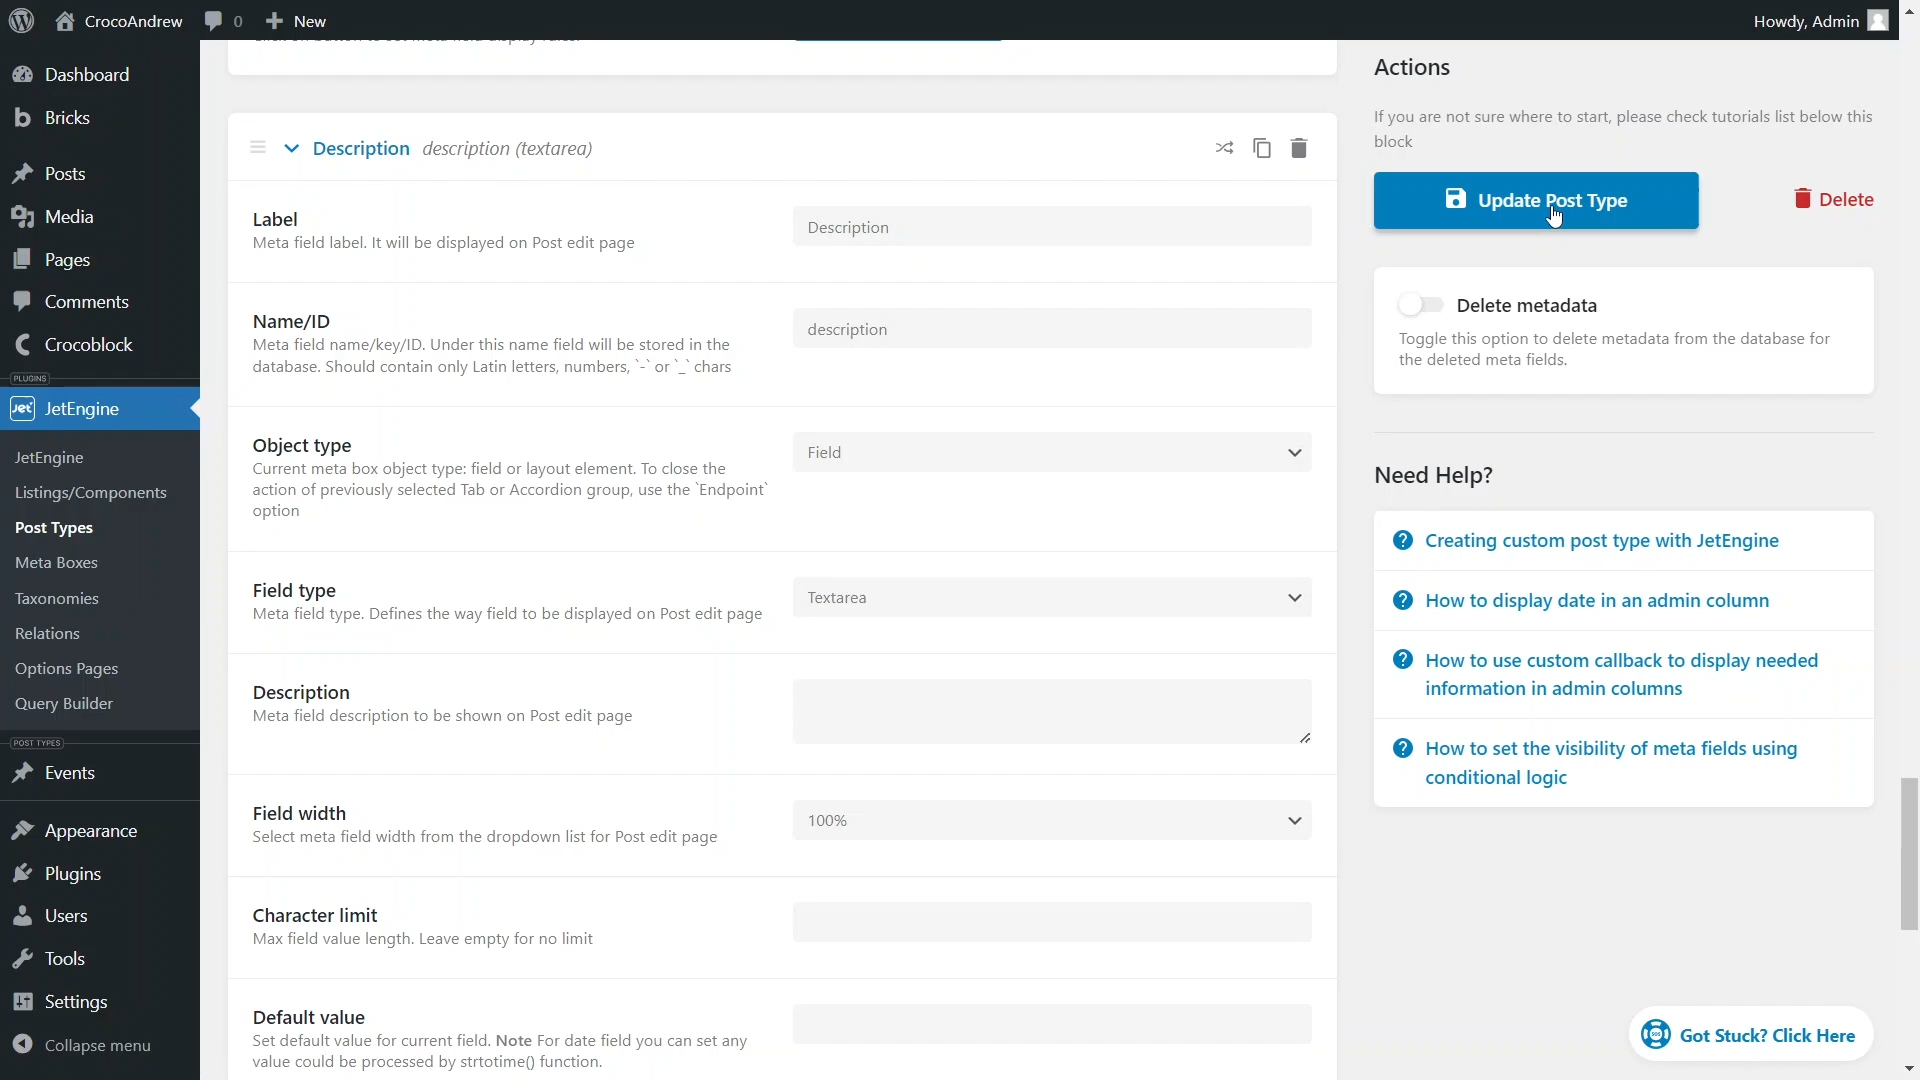 CrocoAndrew
0
New
Howdy, Admin
Dashboard
Bricks
Posts
Media
Pages
Comments
Crocoblock
PLUGINS
JetEngine
JetEngine
Listings/Components
Post Types
Meta Boxes
Taxonomies
Relations
Options Pages
Query Builder
POST TYPES
Events
Appearance
Plugins
Users
Tools
Settings
Collapse menu
Description description (textarea)
Label
Meta field label. It will be displayed on Post edit page
Description
Name/ID
Meta field name/key/ID. Under this name field will be stored in the
database. Should contain only Latin letters, numbers, `-` or `_` chars
description
Object type
Current meta box object type: field or layout element. To close the
action of previously selected Tab or Accordion group, use the `Endpoint`
option
Field
Field type
Meta field type. Defines the way field to be displayed on Post edit page
Textarea
Description
Meta field description to be shown on Post edit page
Field width
Select meta field width from the dropdown list for Post edit page
100%
Character limit
Max field value length. Leave empty for no limit
Default value
Set default value for current field. Note For date field you can set any
value could be processed by strtotime() function.
Actions
If you are not sure where to start, please check tutorials list below this
block
Update Post Type
Delete
Delete metadata
Toggle this option to delete metadata from the database for
the deleted meta fields.
Need Help?
Creating custom post type with JetEngine
How to display date in an admin column
How to use custom callback to display needed
information in admin columns
How to set the visibility of meta fields using
conditional logic
Got Stuck? Click Here